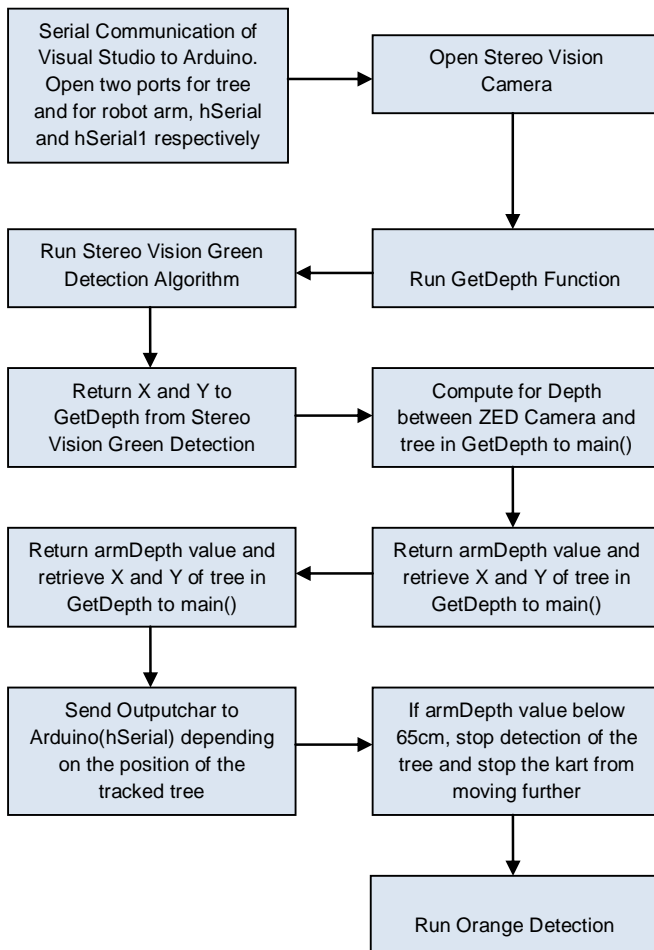 Serial Communication of
Visual Studio to Arduino.
Open two ports for tree
and for robot arm, hSerial
and hSerial1 respectively
Open Stereo Vision
Camera
Run GetDepth Function
Run Stereo Vision Green
Detection Algorithm
Return X and Y to
GetDepth from Stereo
Vision Green Detection
Compute for Depth
between ZED Camera and
tree in GetDepth to main()
Return armDepth value and
retrieve X and Y of tree in
GetDepth to main()
Return armDepth value and
retrieve X and Y of tree in
GetDepth to main()
Send Outputchar to
Arduino(hSerial) depending
on the position of the
tracked tree
If armDepth value below
65cm, stop detection of the
tree and stop the kart from
moving further
Run Orange Detection